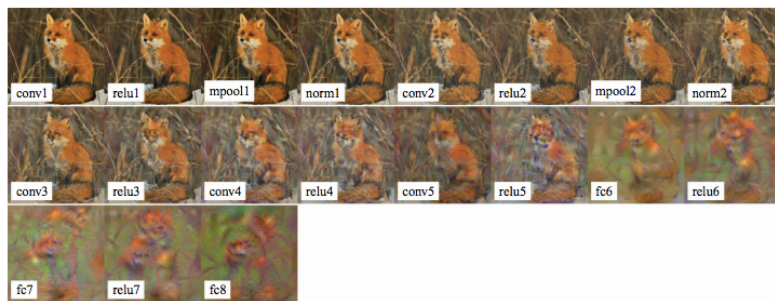 conv1 relu1 mpool1 norm1 conv2 relu2 mpool2 norm2
conv3 relu3 conv4 relu4 conv5 relu5 fc6 relu6
fc7 relu7 fc8